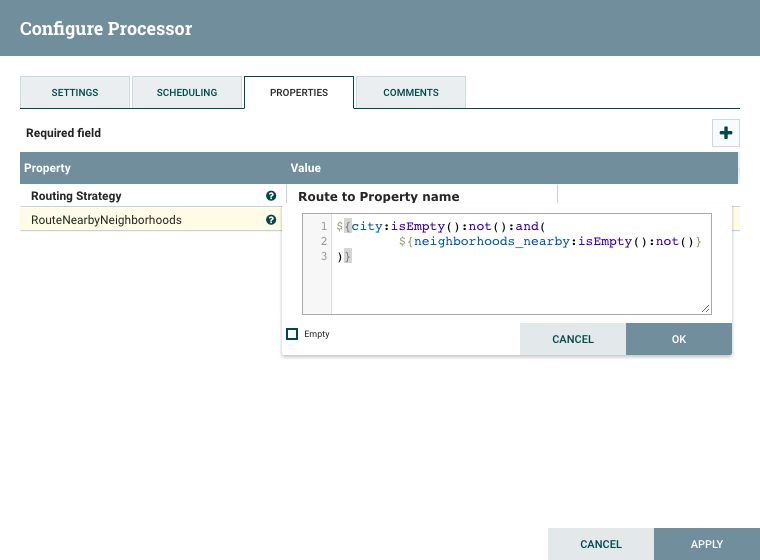 Configure Processor
SETTINGS SCHEDULING PROPERTIES COMMENTS
Required field
Property Value
Routing Strategy Route to Property name
RouteNearbyNeighborhoods
1 ${city:isEmpty():not():and(
2 ${neighborhoods_nearby:isEmpty():not()}
3 )}
Empty
CANCEL OK
CANCEL APPLY